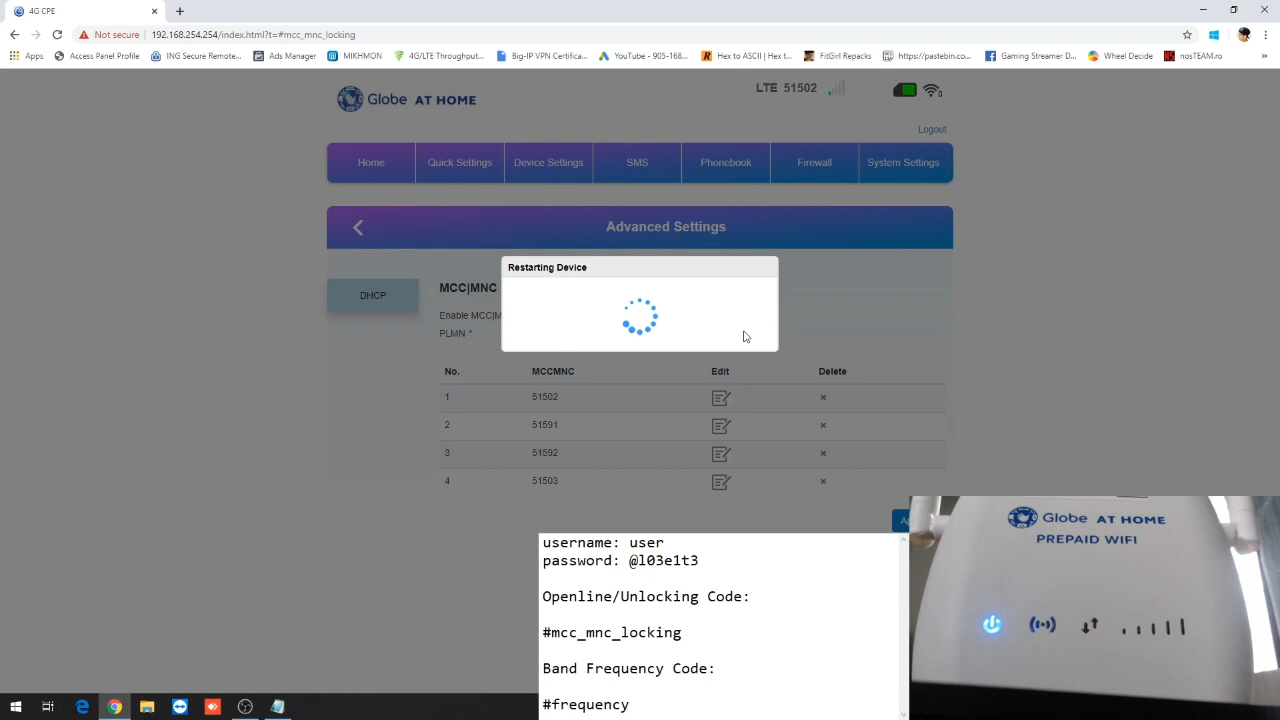 4G CPE
Not secure | 192.168.254.254/index.html?t=#mcc_mnc_locking
Apps Access Panel Profile ING Secure Remote... Ads Manager MIKHMON 4G/LTE Throughput... Big-IP VPN Certifica... YouTube - 905-168... Hex to ASCII | Hex t... FitGirl Repacks https://pastebin.co... Gaming Streamer D... Wheel Decide nosTEAM.ro
Globe AT HOME
LTE 51502
Logout
Home Quick Settings Device Settings SMS Phonebook Firewall System Settings
Advanced Settings
Restarting Device
DHCP
MCC|MNC
Enable MCC|M
PLMN *
No. MCCMNC Edit Delete
1 51502
2 51591
3 51592
4 51503
username: user
password: @l03e1t3
Openline/Unlocking Code:
#mcc_mnc_locking
Band Frequency Code:
#frequency
Globe AT HOME
PREPAID WIFI